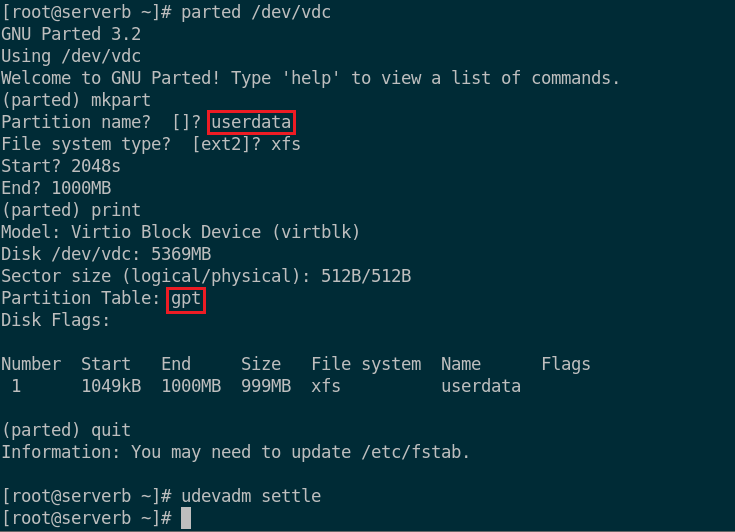 [root@serverb ~]# parted /dev/vdc
GNU Parted 3.2
Using /dev/vdc
Welcome to GNU Parted! Type 'help' to view a list of commands.
(parted) mkpart
Partition name?  []? userdata
File system type?  [ext2]? xfs
Start? 2048s
End? 1000MB
(parted) print
Model: Virtio Block Device (virtblk)
Disk /dev/vdc: 5369MB
Sector size (logical/physical): 512B/512B
Partition Table: gpt
Disk Flags:

Number  Start   End     Size   File system  Name      Flags
 1      1049kB  1000MB  999MB  xfs          userdata

(parted) quit
Information: You may need to update /etc/fstab.

[root@serverb ~]# udevadm settle
[root@serverb ~]#